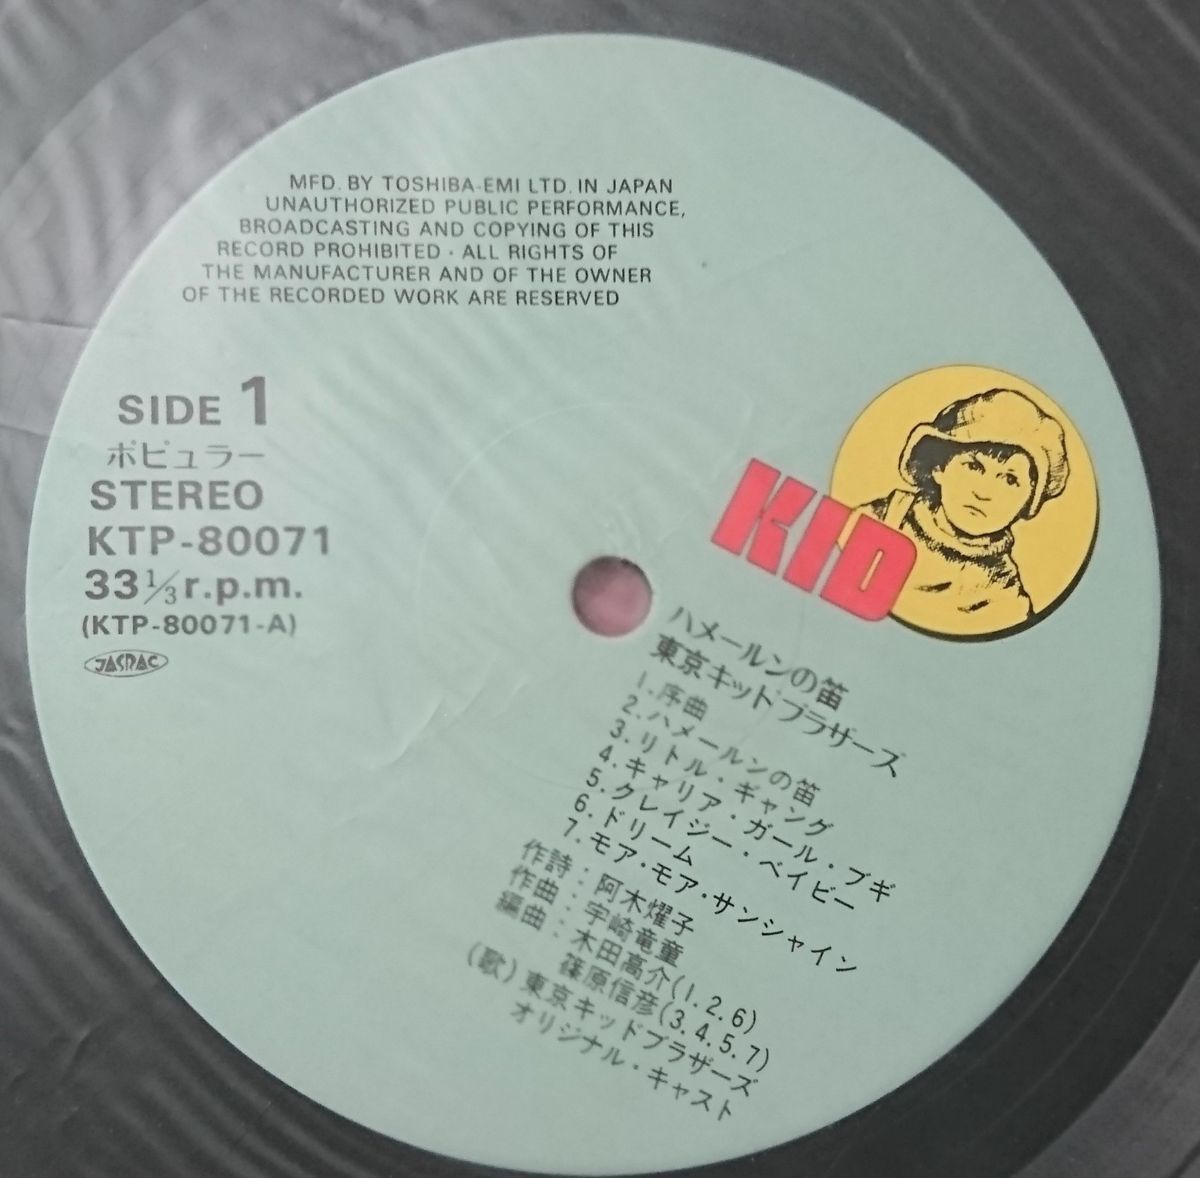 MFD. BY TOSHIBA-EMI LTD. IN JAPAN
UNAUTHORIZED PUBLIC PERFORMANCE,
BROADCASTING AND COPYING OF THIS
RECORD PROHIBITED · ALL RIGHTS OF
THE MANUFACTURER AND OF THE OWNER
OF THE RECORDED WORK ARE RESERVED
SIDE 1
ポピュラー
STEREO
KTP-80071
33 1/3 r.p.m.
(KTP-80071-A)
JASRAC
KID
ハメールンの笛
東京キッドブラザーズ
1. 序曲
2. ハメールンの笛
3. リトル・ギャング
4. キャリア・ガール・ブギ
5. クレイジー・ベイビー
6. ドリーム
7. モア・モア・サンシャイン
作詩：阿木燿子
作曲：宇崎竜童
編曲：木田高介(1.2.6)
篠原信彦(3.4.5.7)
(歌)東京キッドブラザーズ
オリジナル・キャスト